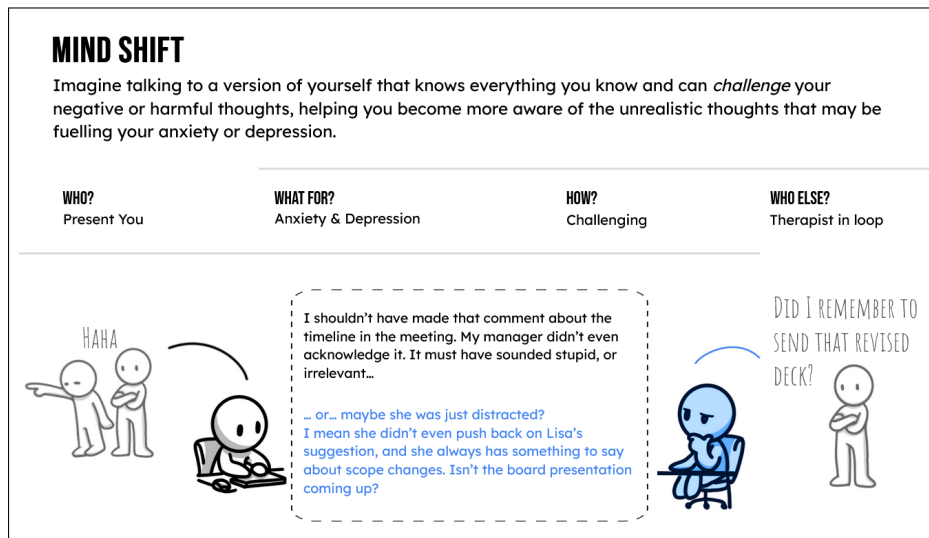 MIND SHIFT
Imagine talking to a version of yourself that knows everything you know and can challenge your
negative or harmful thoughts, helping you become more aware of the unrealistic thoughts that may be
fuelling your anxiety or depression.
WHO?
Present You
WHAT FOR?
Anxiety & Depression
HOW?
Challenging
WHO ELSE?
Therapist in loop
HAHA
I shouldn't have made that comment about the
timeline in the meeting. My manager didn't even
acknowledge it. It must have sounded stupid, or
irrelevant...
... or... maybe she was just distracted?
I mean she didn't even push back on Lisa's
suggestion, and she always has something to say
about scope changes. Isn't the board presentation
coming up?
DID I REMEMBER TO
SEND THAT REVISED
DECK?